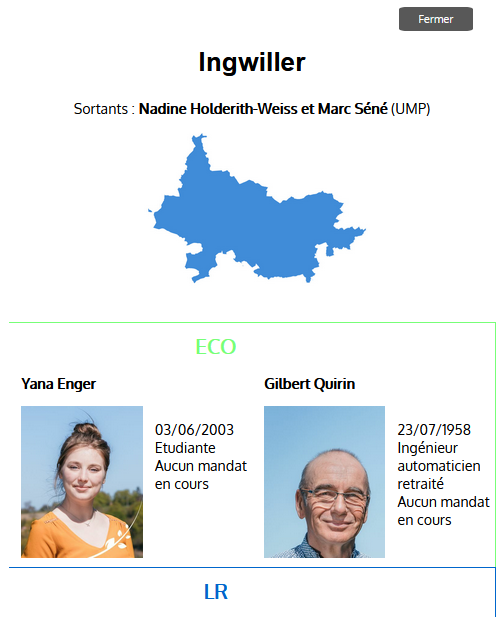 Fermer
Ingwiller
Sortants : Nadine Holderith-Weiss et Marc Séné (UMP)
ECO
Yana Enger
03/06/2003
Etudiante
Aucun mandat
en cours
Gilbert Quirin
23/07/1958
Ingénieur
automaticien
retraité
Aucun mandat
en cours
LR